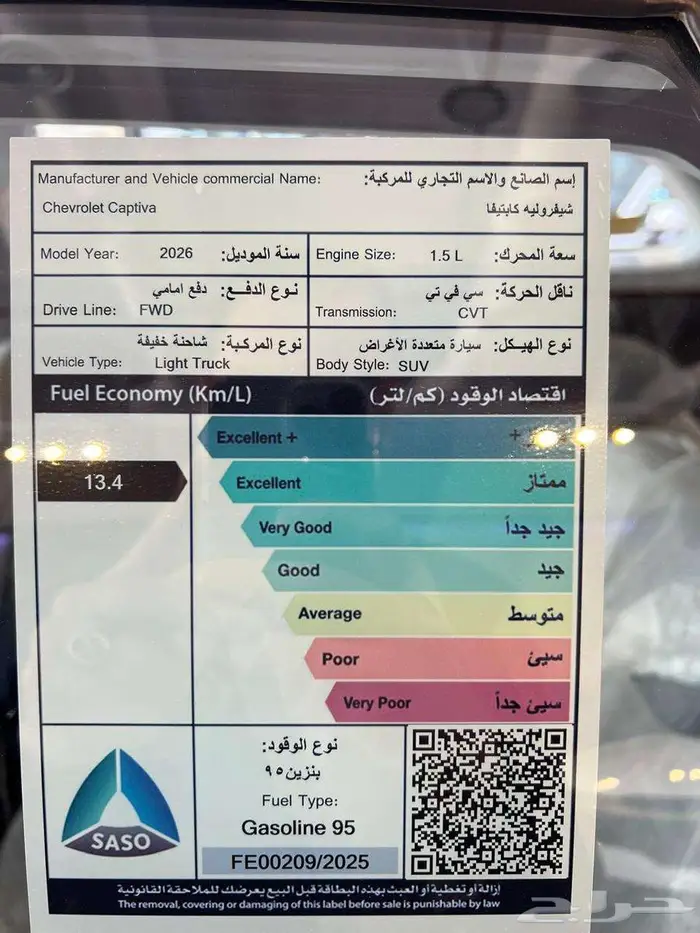 Manufacturer and Vehicle commercial Name: إسم الصانع والاسم التجاري للمركبة:
Chevrolet Captiva شيفروليه كابتيفا
Model Year: 2026 سنة الموديل:
Engine Size: 1.5 L سعة المحرك:
نوع الدفع: دفع امامي
Drive Line: FWD
ناقل الحركة: سي في تي
Transmission: CVT
نوع المركبة: شاحنة خفيفة
Vehicle Type: Light Truck
نوع الهيكل: سيارة متعددة الأغراض
Body Style: SUV
Fuel Economy (Km/L) اقتصاد الوقود (كم/لتر)
Excellent + +
13.4
Excellent ممتاز
Very Good جيد جداً
Good جيد
Average متوسط
Poor سيئ
Very Poor سيئ جداً
SASO
نوع الوقود:
بنزين ٩٥
Fuel Type:
Gasoline 95
FE00209/2025
إزالة أو تغطية أو العبث بهذه البطاقة قبل البيع يعرضك للملاحقة القانونية
The removal, covering or damaging of this label before sale is punishable by law
حراج